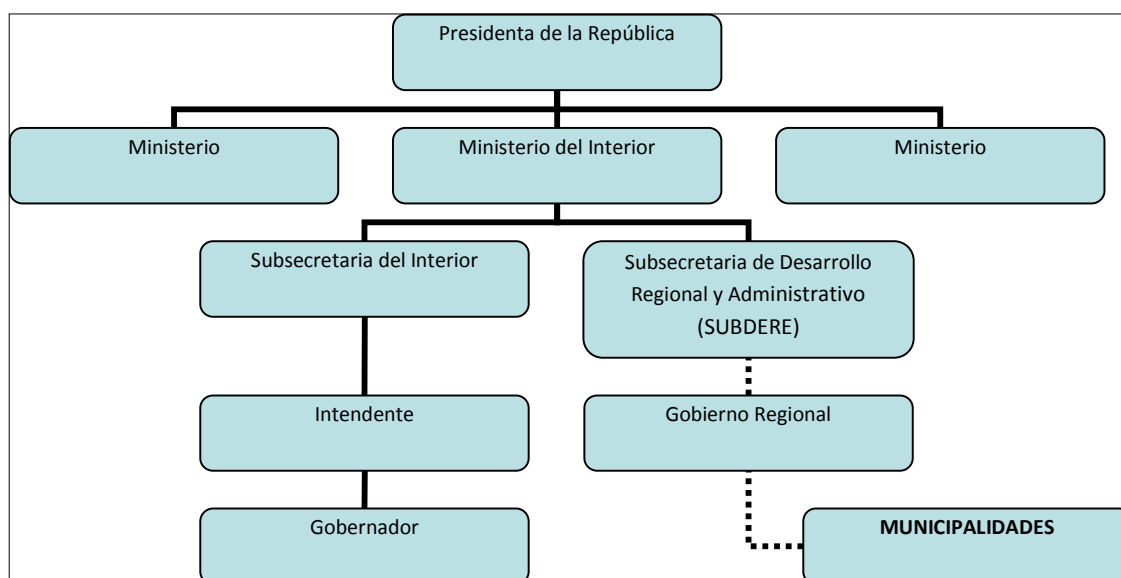 Presidenta de la República
Ministerio
Ministerio del Interior
Ministerio
Subsecretaria del Interior
Subsecretaria de Desarrollo
Regional y Administrativo
(SUBDERE)
Intendente
Gobierno Regional
Gobernador
MUNICIPALIDADES